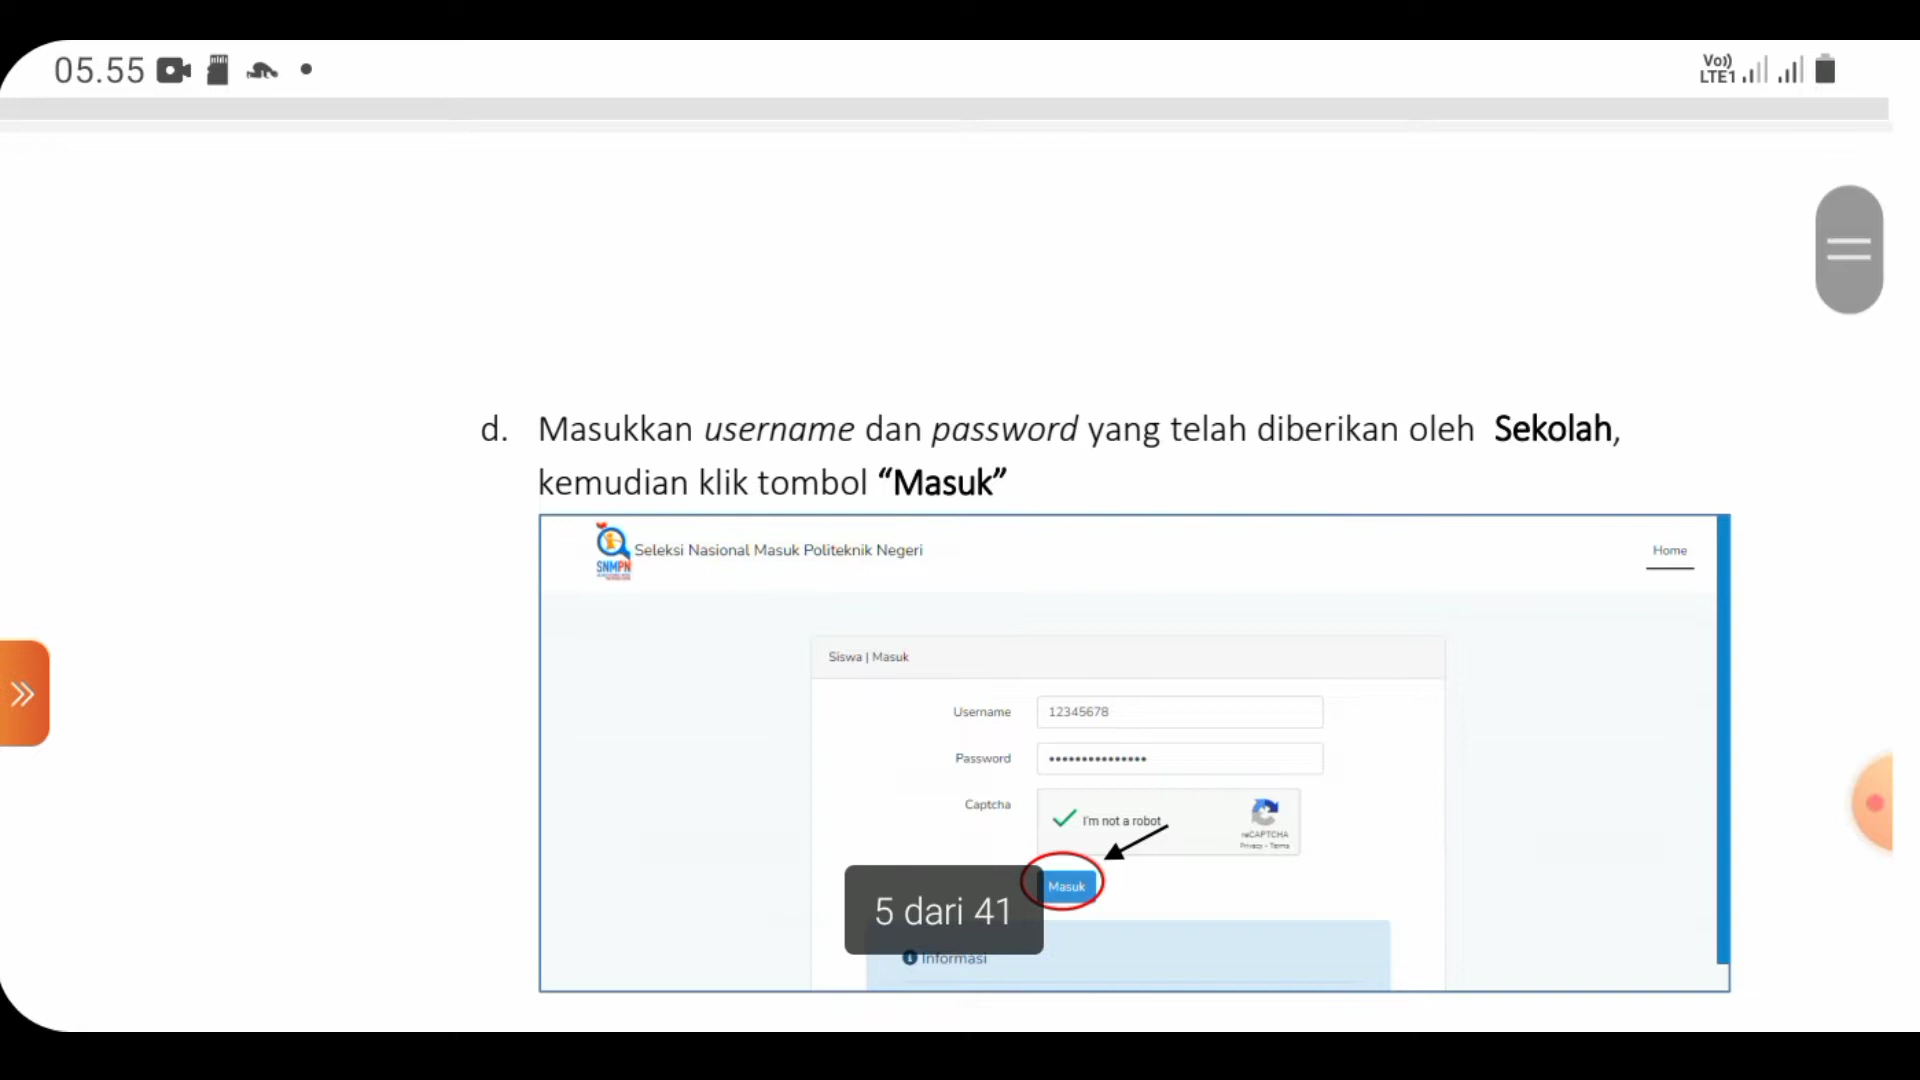 05.55
Vo))
LTE1
d. Masukkan username dan password yang telah diberikan oleh Sekolah,
kemudian klik tombol “Masuk”
SNMPN
Seleksi Nasional Masuk Politeknik Negeri
Home
Siswa | Masuk
Username 12345678
Password •••••••••••••••
Captcha
I'm not a robot
reCAPTCHA
Privacy - Terms
Masuk
5 dari 41
Informasi